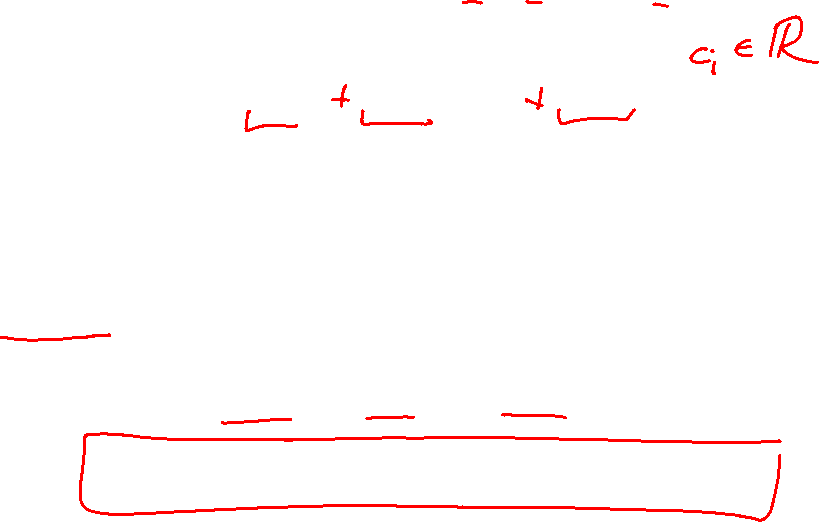 cᵢ ∈ ℝ
+ +